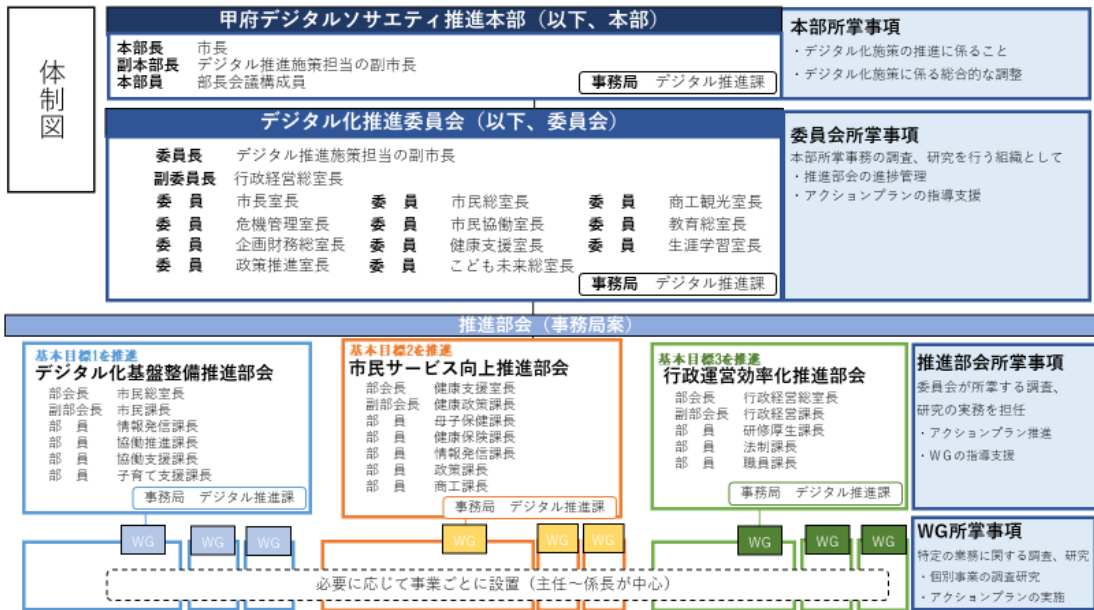 体制図
甲府デジタルソサエティ推進本部（以下、本部）
本部長　市長
副本部長　デジタル推進施策担当の副市長
本部員　部長会議構成員
事務局　デジタル推進課
本部所掌事項
・デジタル化施策の推進に係ること
・デジタル化施策に係る総合的な調整
デジタル化推進委員会（以下、委員会）
委員長　デジタル推進施策担当の副市長
副委員長　行政経営総室長
委　員　市長室長　委　員　市民総室長　委　員　商工観光室長
委　員　危機管理室長　委　員　市民協働室長　委　員　教育総室長
委　員　企画財務総室長　委　員　健康支援室長　委　員　生涯学習室長
委　員　政策推進室長　委　員　こども未来総室長
事務局　デジタル推進課
委員会所掌事項
本部所掌事務の調査、研究を行う組織として
・推進部会の進捗管理
・アクションプランの指導支援
推進部会（事務局案）
基本目標1を推進
デジタル化基盤整備推進部会
部会長　市民総室長
副部会長　市民課長
部　員　情報発信課長
部　員　協働推進課長
部　員　協働支援課長
部　員　子育て支援課長
事務局　デジタル推進課
基本目標2を推進
市民サービス向上推進部会
部会長　健康支援室長
副部会長　健康政策課長
部　員　母子保健課長
部　員　健康保険課長
部　員　情報発信課長
部　員　政策課長
部　員　商工課長
事務局　デジタル推進課
基本目標3を推進
行政運営効率化推進部会
部会長　行政経営総室長
副部会長　行政経営課長
部　員　研修厚生課長
部　員　法制課長
部　員　職員課長
事務局　デジタル推進課
推進部会所掌事項
委員会が所掌する調査、
研究の実務を担任
・アクションプラン推進
・WGの指導支援
WG　WG　WG　WG　WG　WG　WG　WG　WG
必要に応じて事業ごとに設置（主任～係長が中心）
WG所掌事項
特定の業務に関する調査、研究
・個別事業の調査研究
・アクションプランの実施